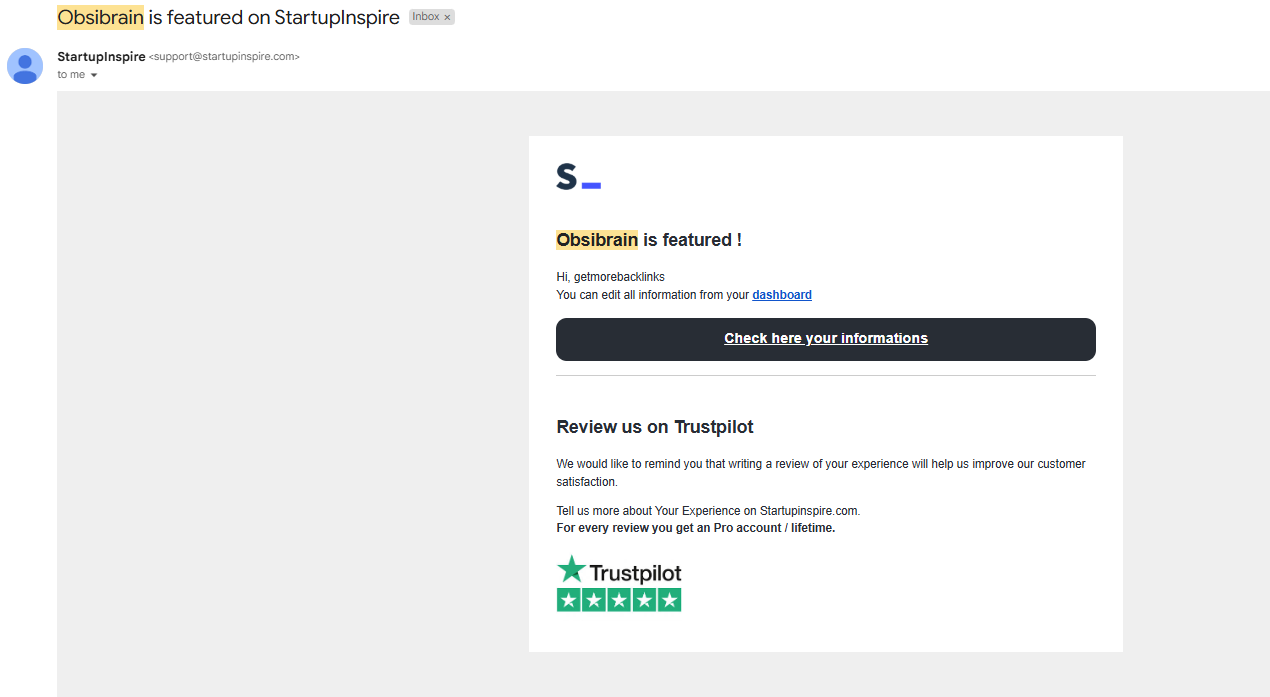 Obsibrain is featured on StartupInspire Inbox ×
StartupInspire <support@startupinspire.com>
to me
S_
Obsibrain is featured !
Hi, getmorebacklinks
You can edit all information from your dashboard
Check here your informations
Review us on Trustpilot
We would like to remind you that writing a review of your experience will help us improve our customer
satisfaction.
Tell us more about Your Experience on Startupinspire.com.
For every review you get an Pro account / lifetime.
Trustpilot